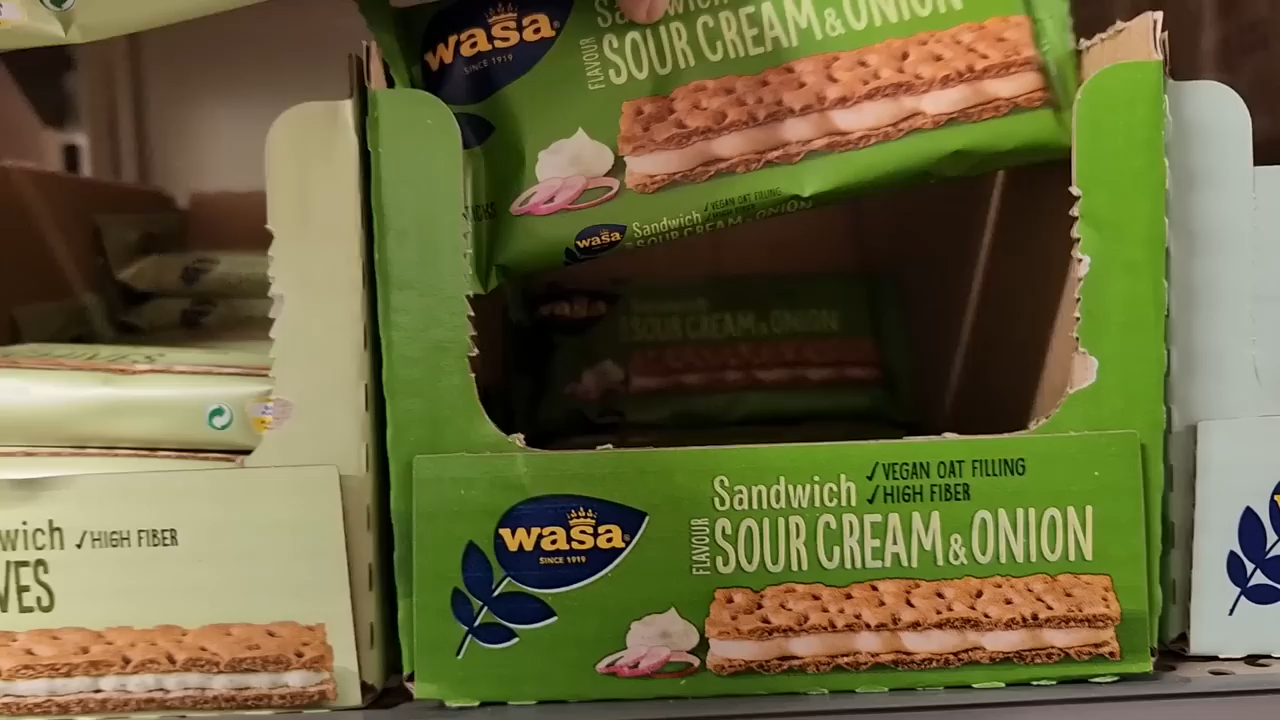 wasa
SINCE 1919
Sandwich
FLAVOUR
SOUR CREAM & ONION
wasa
Sandwich
✓VEGAN OAT FILLING
SOUR CREAM & ONION
SOUR CREAM & ONION
wich ✓HIGH FIBER
VES
Sandwich
✓VEGAN OAT FILLING
✓HIGH FIBER
FLAVOUR
SOUR CREAM & ONION
wasa
SINCE 1919